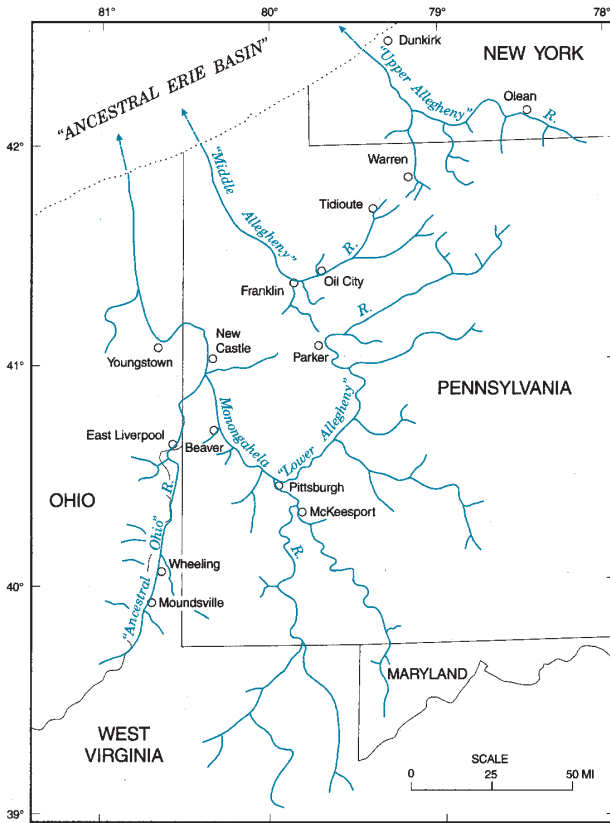 81°
80°
79°
78°
Dunkirk
NEW YORK
"Upper Allegheny" R.
Olean
"ANCESTRAL ERIE BASIN"
42°
Warren
"Middle Allegheny" R.
Tidioute
Oil City
Franklin
R.
New
Castle
Parker
Youngstown
41°
PENNSYLVANIA
Monongahela R.
"Lower Allegheny"
East Liverpool
Beaver
Pittsburgh
OHIO
McKeesport
"Ancestral Ohio" R.
Wheeling
40°
Moundsville
MARYLAND
WEST
VIRGINIA
SCALE
0 25 50 MI
39°